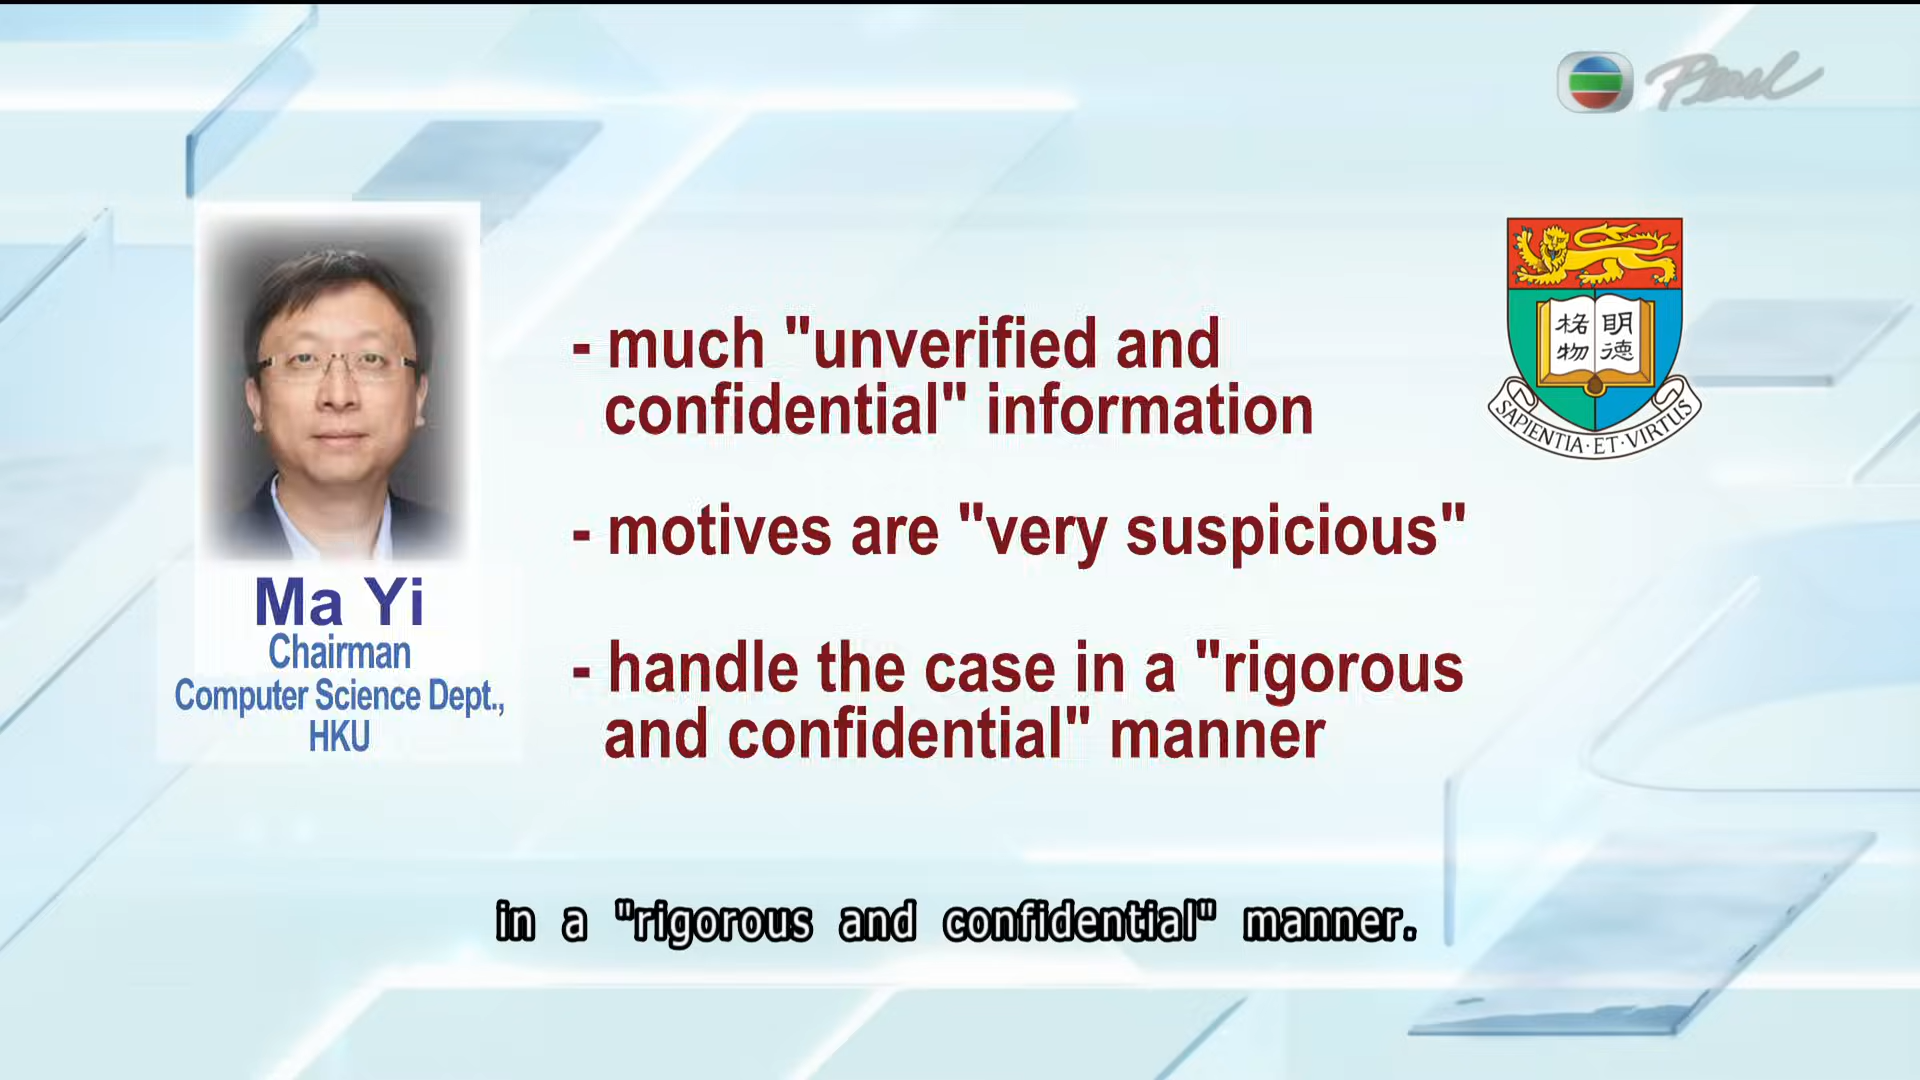 Pearl
- much "unverified and
confidential" information
格物
明德
SAPIENTIA·ET·VIRTUS
- motives are "very suspicious"
Ma Yi
Chairman
Computer Science Dept.,
HKU
- handle the case in a "rigorous
and confidential" manner
in a "rigorous and confidential" manner.